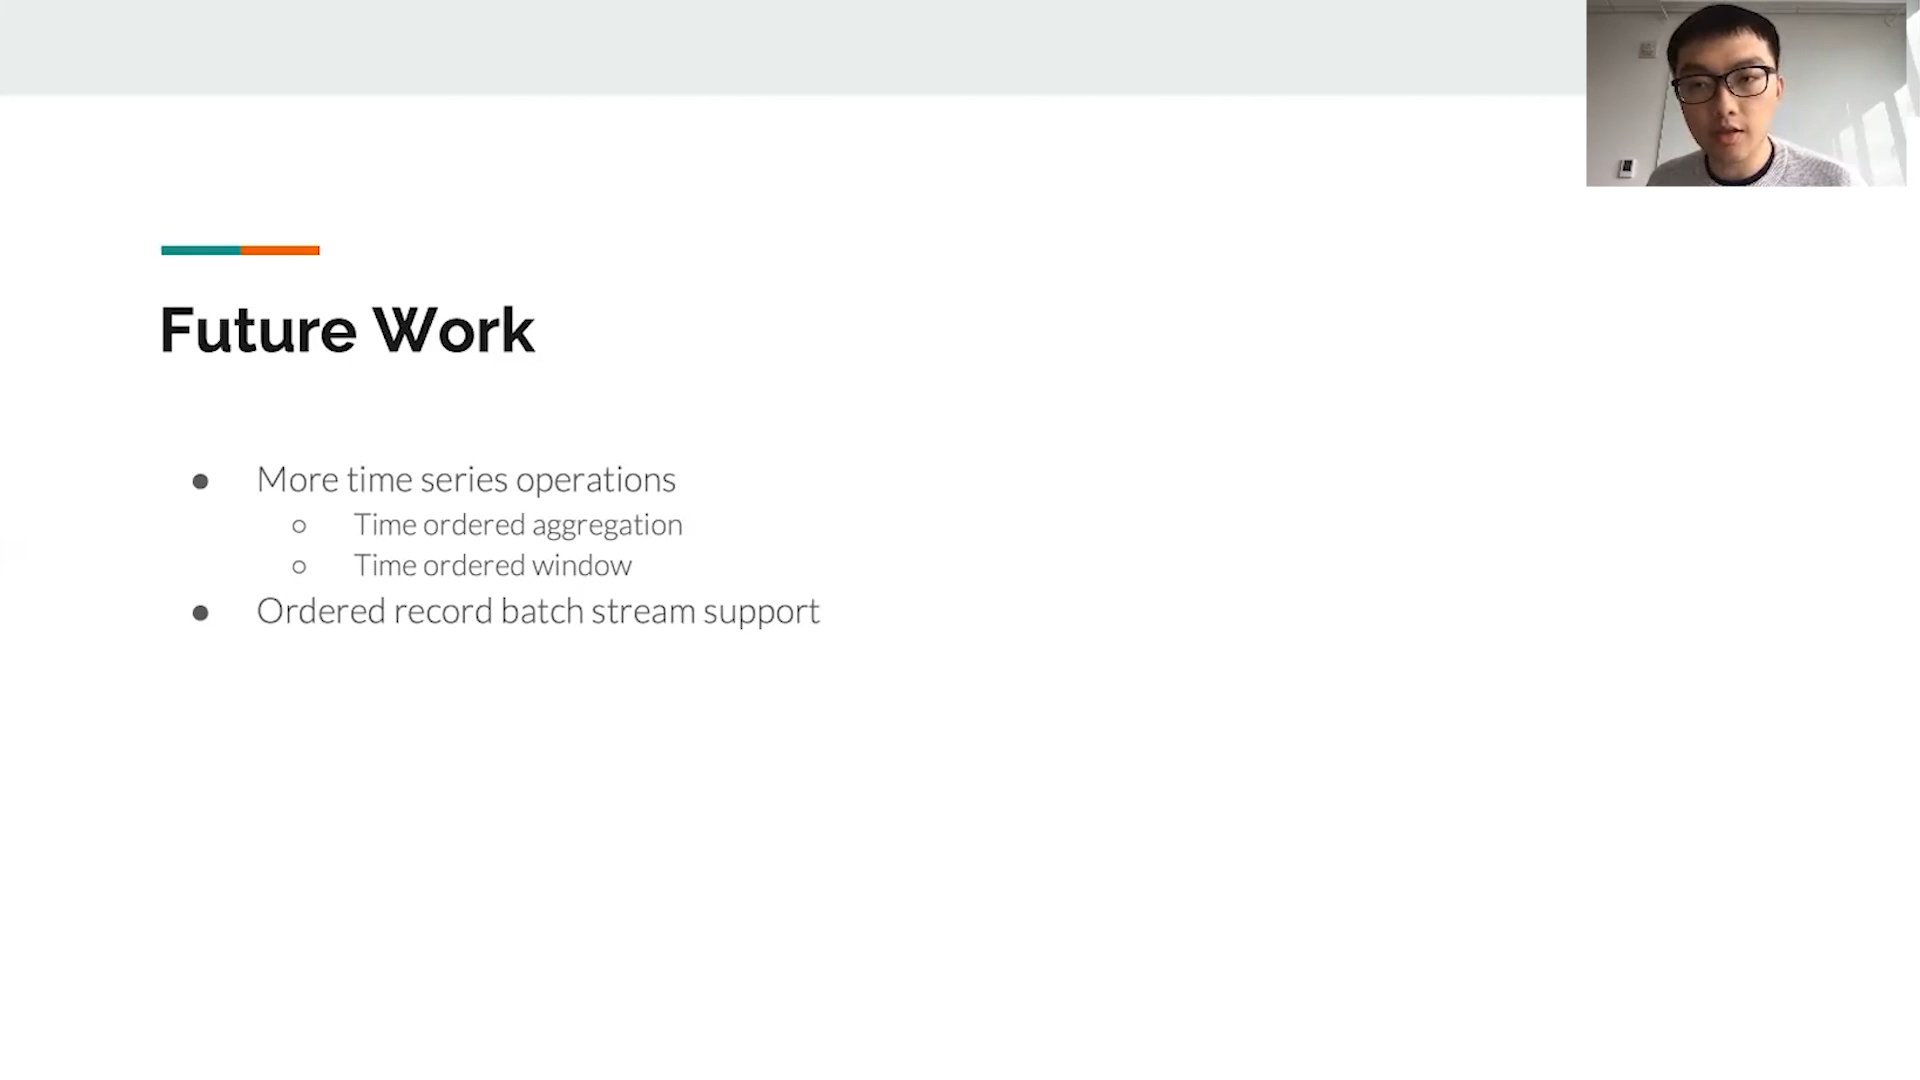 Future Work
● More time series operations
○ Time ordered aggregation
○ Time ordered window
● Ordered record batch stream support